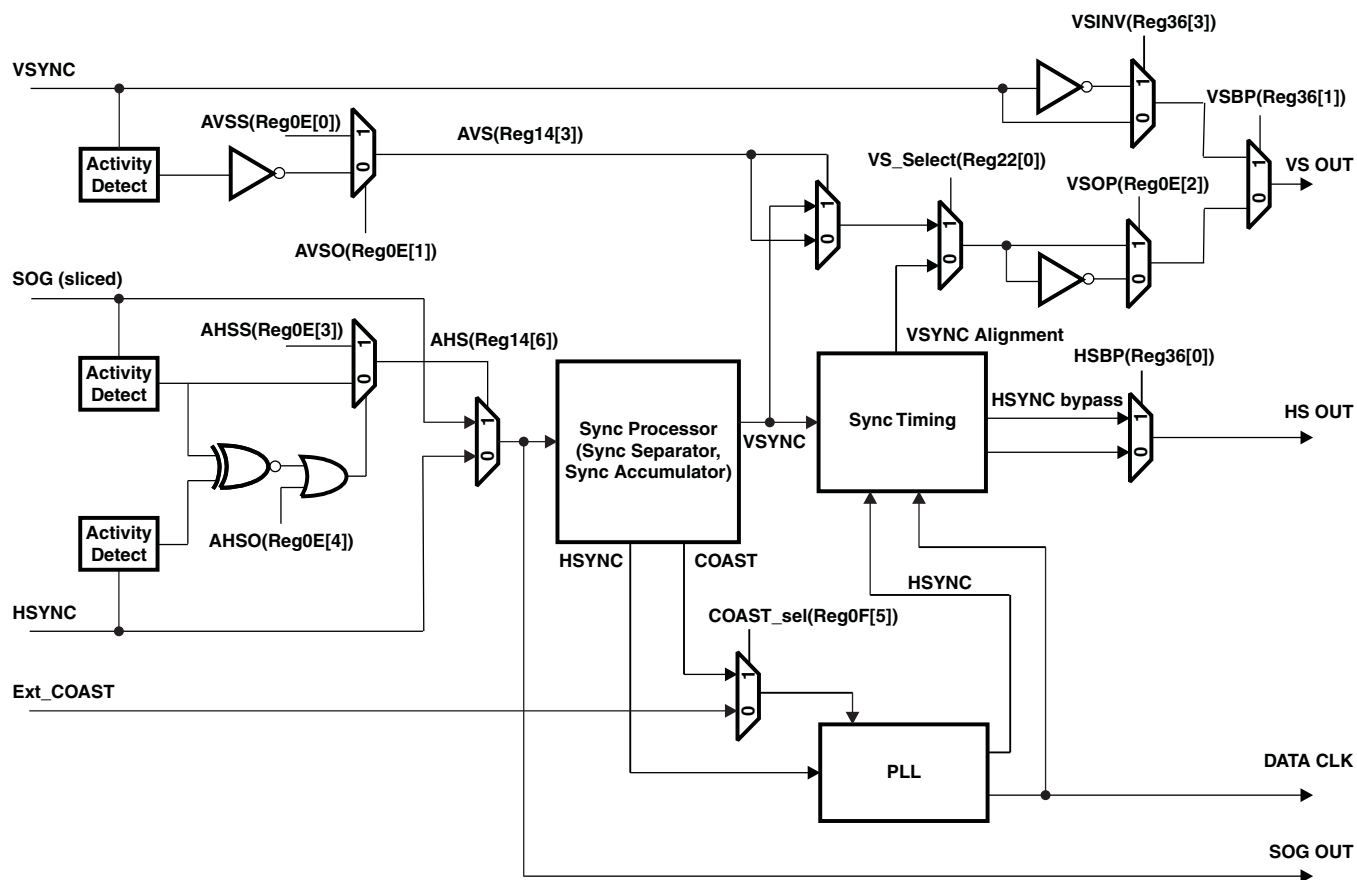 VSINV(Reg36[3])
VSYNC
VSBP(Reg36[1])
AVSS(Reg0E[0])
AVS(Reg14[3])
1
0
1
0
Activity
Detect
VS_Select(Reg22[0])
VS OUT
1
0
VSOP(Reg0E[2])
1
0
1
0
1
0
AVSO(Reg0E[1])
1
0
SOG (sliced)
AHSS(Reg0E[3])
AHS(Reg14[6])
VSYNC Alignment
1
0
HSBP(Reg36[0])
Activity
Detect
HSYNC bypass
HS OUT
1
0
Sync Processor
(Sync Separator,
Sync Accumulator)
Sync Timing
VSYNC
1
0
Activity
Detect
AHSO(Reg0E[4])
HSYNC
COAST
HSYNC
HSYNC
COAST_sel(Reg0F[5])
Ext_COAST
1
0
PLL
DATA CLK
SOG OUT